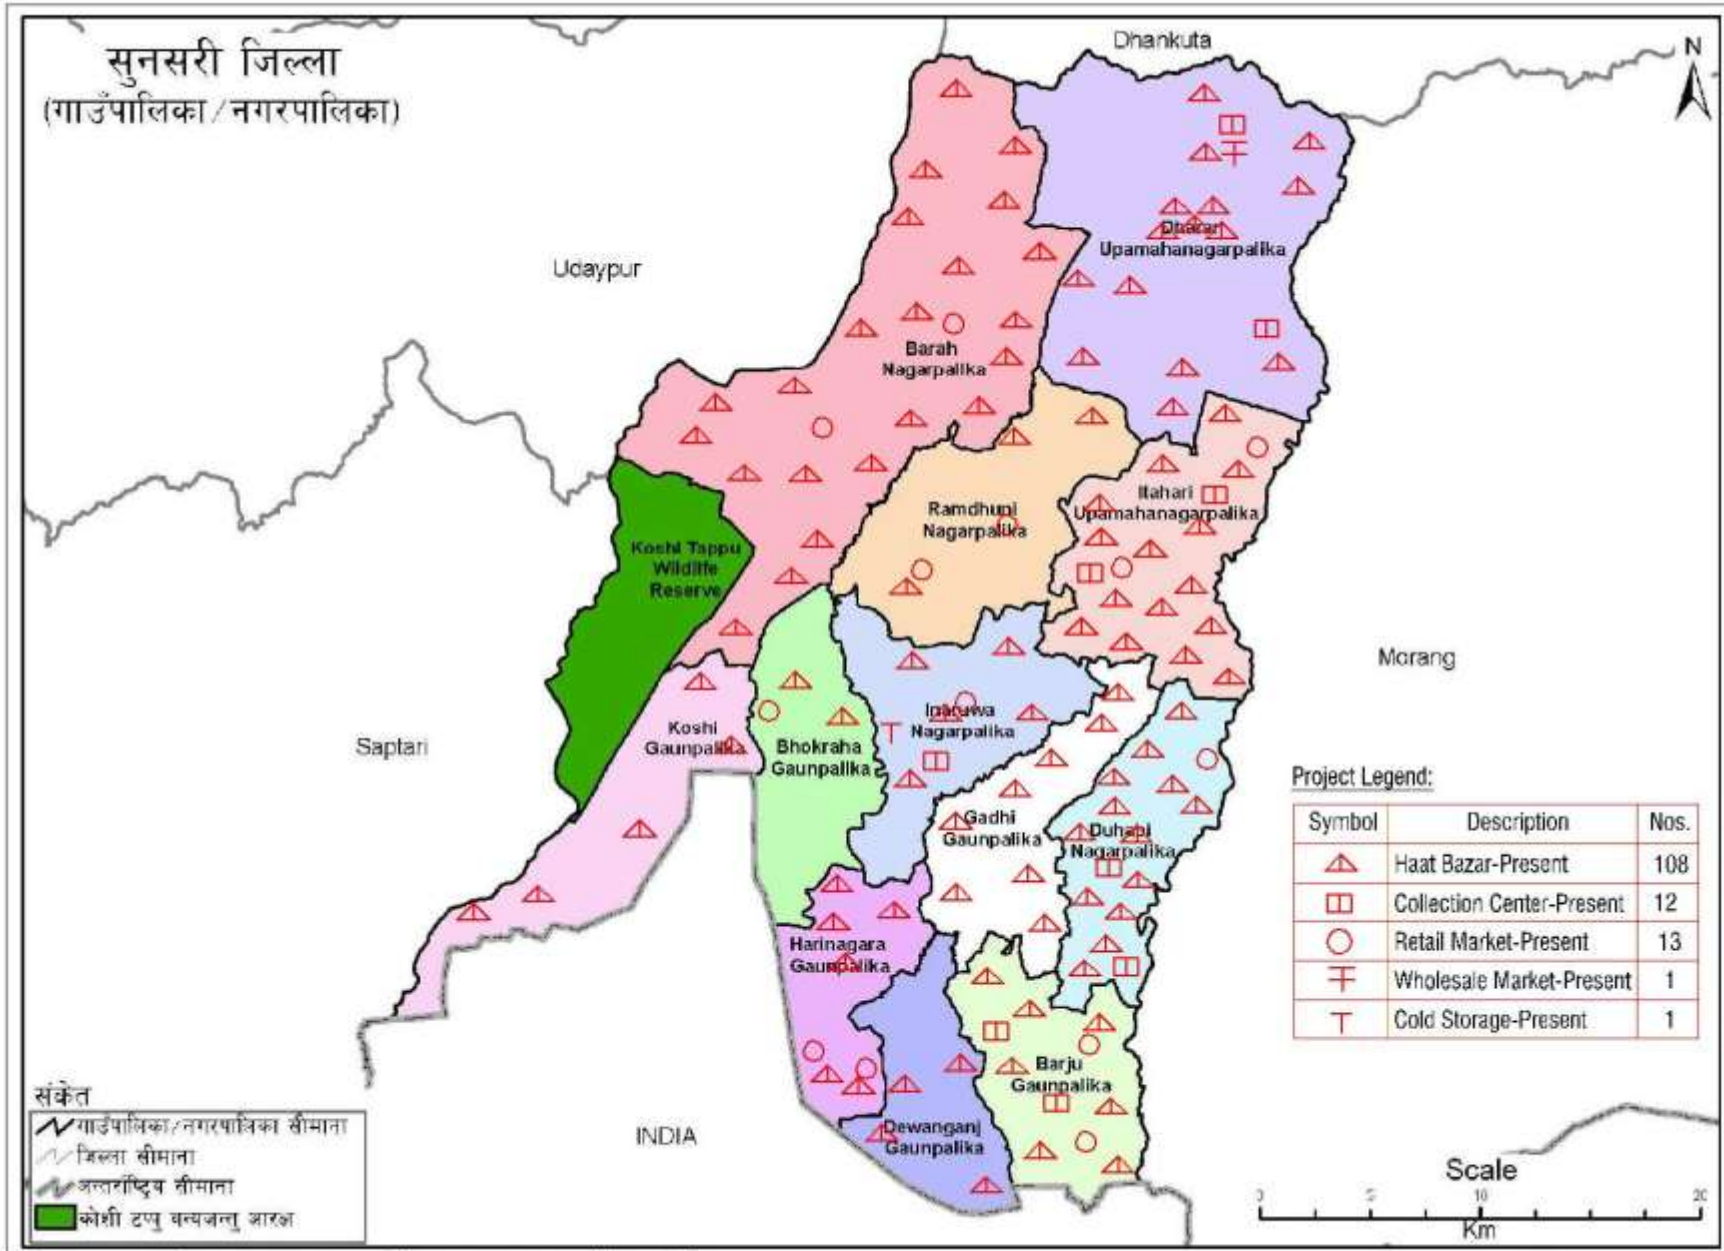 सुनसरी जिल्ला
(गाउँपालिका/नगरपालिका)
Dhankuta
N
Udaypur
Dharan
Upamahanagarpalika
Barah
Nagarpalika
Ramdhuni
Nagarpalika
Itahari
Upamahanagarpalika
Koshi Tappu
Wildlife
Reserve
Morang
Saptari
Koshi
Gaunpalika
Bhokraha
Gaunpalika
Inaruwa
Nagarpalika
Gadhi
Gaunpalika
Duhabi
Nagarpalika
Harinagara
Gaunpalika
Barju
Gaunpalika
Dewanganj
Gaunpalika
INDIA
Project Legend:
Symbol Description Nos.
Haat Bazar-Present 108
Collection Center-Present 12
Retail Market-Present 13
Wholesale Market-Present 1
Cold Storage-Present 1
संकेत
गाउँपालिका/नगरपालिका सीमाना
जिल्ला सीमाना
अन्तर्राष्ट्रिय सीमाना
कोशी टप्पु वन्यजन्तु आरक्ष
Scale
0 5 10 20
Km